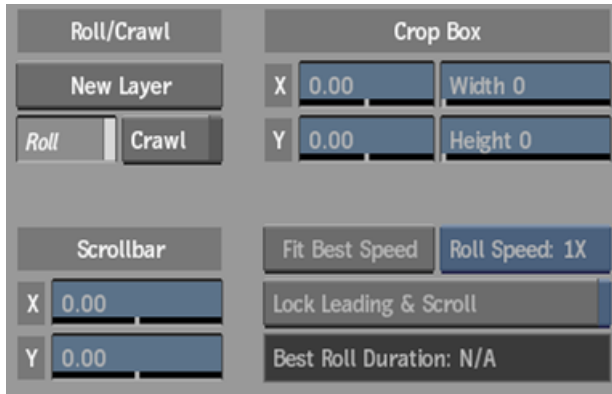 Roll/Crawl
New Layer
Roll Crawl
Crop Box
X 0.00 Width 0
Y 0.00 Height 0
Scrollbar
X 0.00
Y 0.00
Fit Best Speed Roll Speed: 1X
Lock Leading & Scroll
Best Roll Duration: N/A